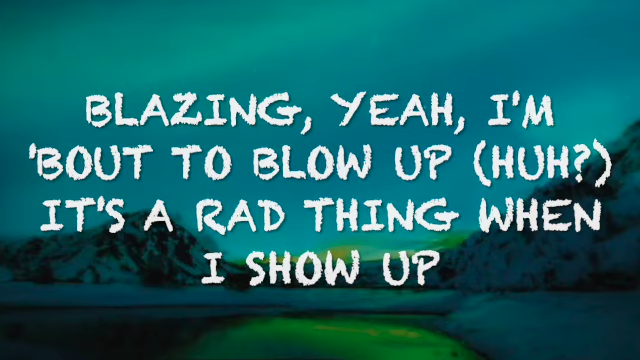 BLAZING, YEAH, I'M
'BOUT TO BLOW UP (HUH?)
IT'S A RAD THING WHEN
I SHOW UP